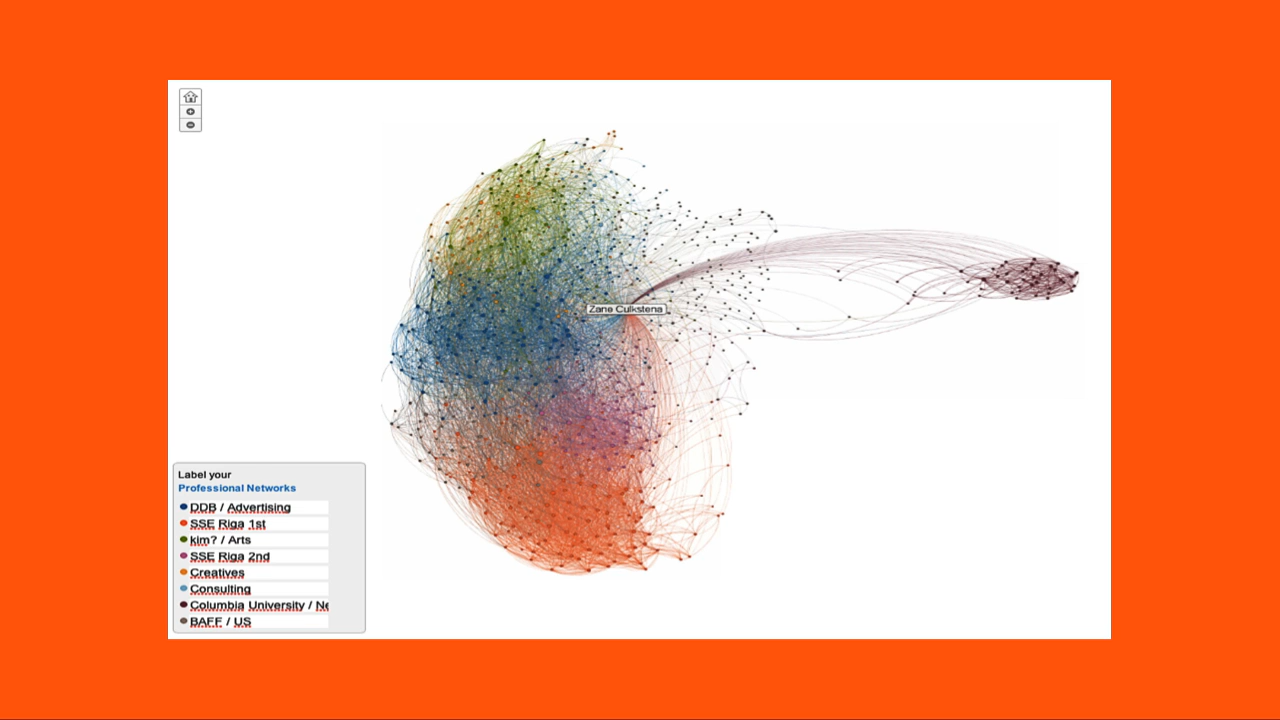 Zane Culkstena
Label your
Professional Networks
DDB / Advertising
SSE Riga 1st
kim? / Arts
SSE Riga 2nd
Creatives
Consulting
Columbia University / Ne
BAFF / US